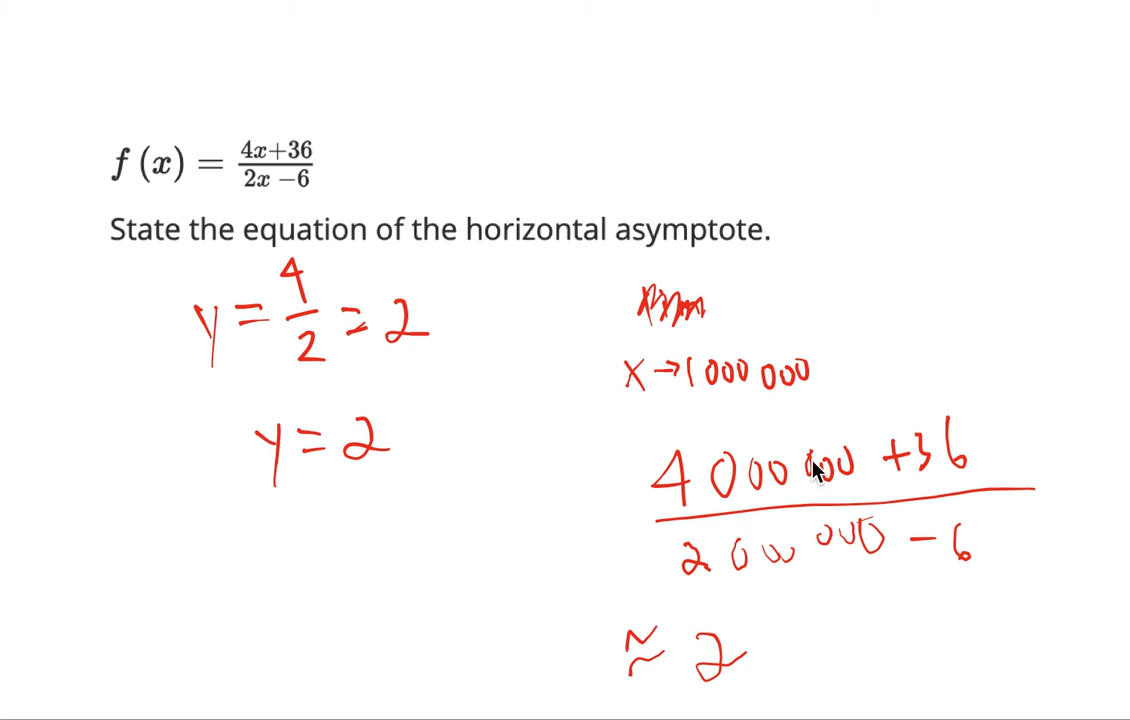 f (x) = 4x+36 / 2x −6
State the equation of the horizontal asymptote.
y = 4/2 = 2
y = 2
x → 1 000 000
4 000 000 + 36
2 000 000 − 6
≈ 2